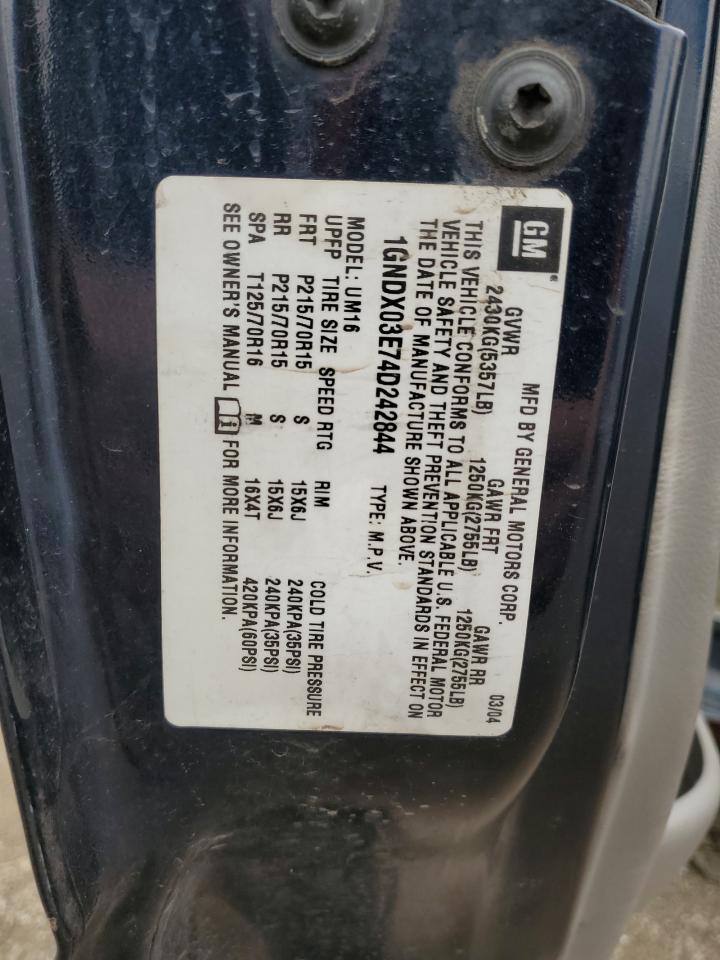 GM®
MFD BY GENERAL MOTORS CORP. 03/04
GVWR GAWR FRT GAWR RR
2430KG(5357LB) 1250KG(2755LB) 1250KG(2755LB)
THIS VEHICLE CONFORMS TO ALL APPLICABLE U.S. FEDERAL MOTOR
VEHICLE SAFETY AND THEFT PREVENTION STANDARDS IN EFFECT ON
THE DATE OF MANUFACTURE SHOWN ABOVE.
1GNDX03E74D242844 TYPE: M.P.V.
MODEL: UM16
UPFP TIRE SIZE SPEED RTG RIM COLD TIRE PRESSURE
FRT P215/70R15 S 15X6J 240KPA(35PSI)
RR P215/70R15 S 15X6J 240KPA(35PSI)
SPA T125/70R16 M 16X4T 420KPA(60PSI)
SEE OWNER'S MANUAL i FOR MORE INFORMATION.